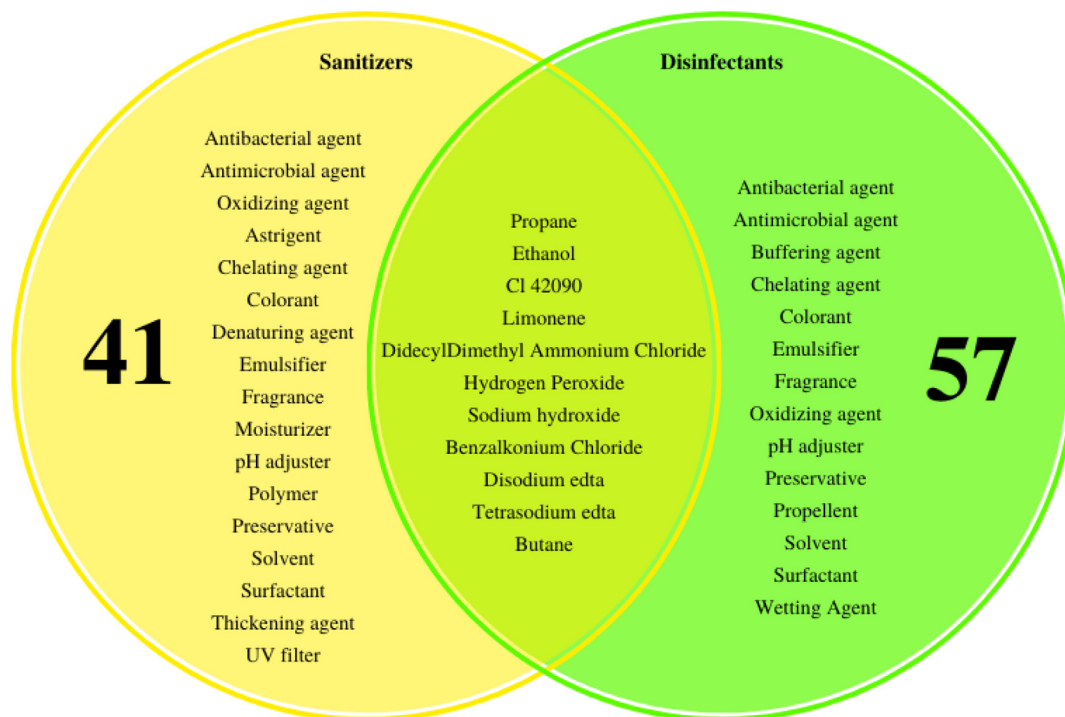 Sanitizers
Antibacterial agent
Antimicrobial agent
Oxidizing agent
Astrigent
Chelating agent
Colorant
Denaturing agent
Emulsifier
Fragrance
Moisturizer
pH adjuster
Polymer
Preservative
Solvent
Surfactant
Thickening agent
UV filter
41
Propane
Ethanol
Cl 42090
Limonene
DidecylDimethyl Ammonium Chloride
Hydrogen Peroxide
Sodium hydroxide
Benzalkonium Chloride
Disodium edta
Tetrasodium edta
Butane
Disinfectants
Antibacterial agent
Antimicrobial agent
Buffering agent
Chelating agent
Colorant
Emulsifier
Fragrance
Oxidizing agent
pH adjuster
Preservative
Propellent
Solvent
Surfactant
Wetting Agent
57